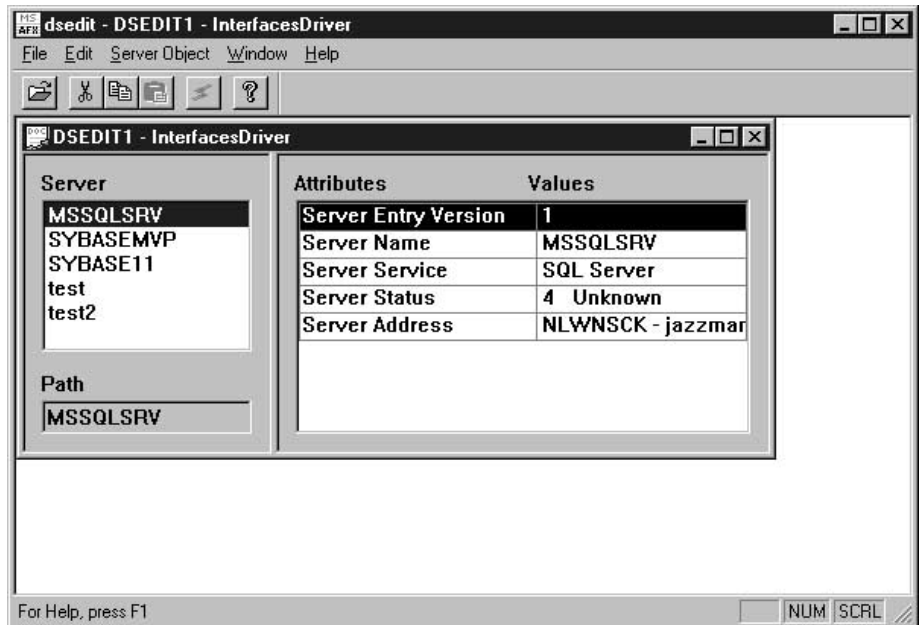 MS AFX dsedit - DSEDIT1 - InterfacesDriver
File Edit Server Object Window Help
DOC DSEDIT1 - InterfacesDriver
Server
MSSQLSRV
SYBASEMVP
SYBASE11
test
test2
Path
MSSQLSRV
Attributes Values
Server Entry Version 1
Server Name MSSQLSRV
Server Service SQL Server
Server Status 4 Unknown
Server Address NLWNSCK - jazzmar
For Help, press F1
NUM SCRL